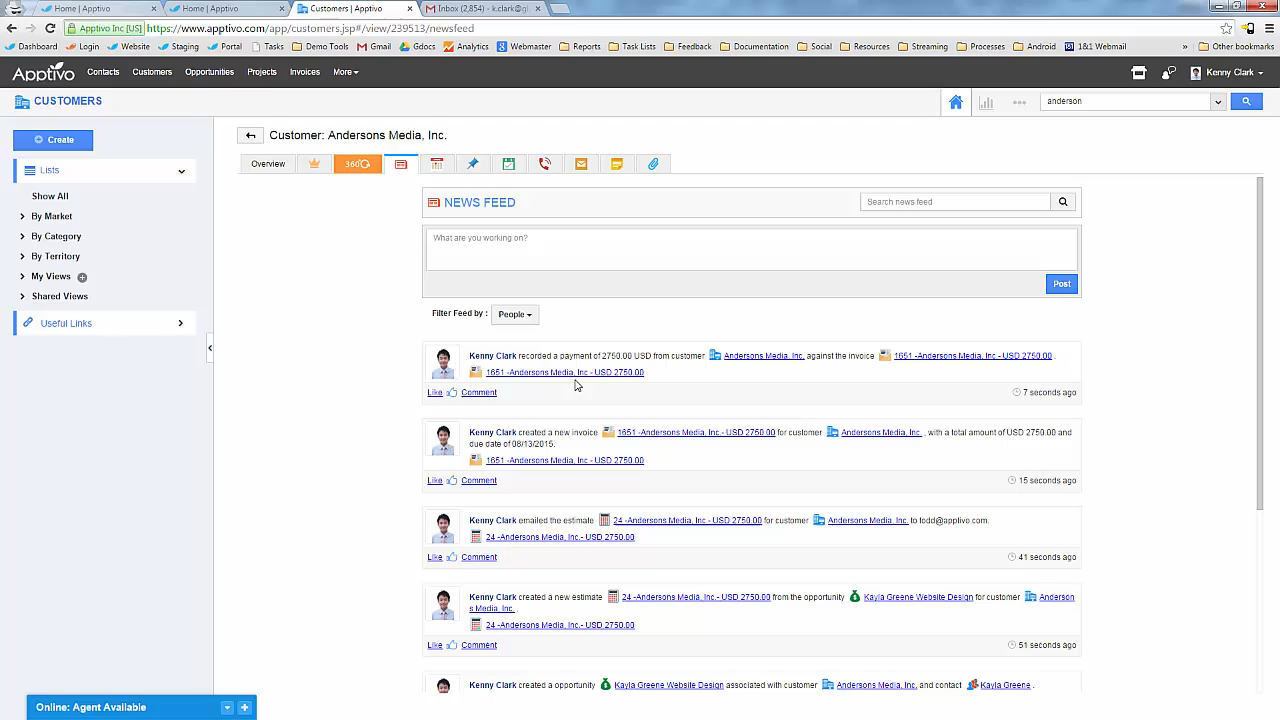 Home | Apptivo
Home | Apptivo
Customers | Apptivo
Inbox (2,854) - k.clark@gl
Apptivo Inc [US] https://www.apptivo.com/app/customers.jsp#/view/239513/newsfeed
Dashboard Login Website Staging Portal Tasks Demo Tools Gmail Gdocs Analytics Webmaster Reports Task Lists Feedback Documentation Social Resources Streaming Processes Android 1&1 Webmail » Other bookmarks
Apptivo Contacts Customers Opportunities Projects Invoices More Kenny Clark
CUSTOMERS
anderson
Create
Lists
Show All
By Market
By Category
By Territory
My Views
Shared Views
Useful Links
Customer: Andersons Media, Inc.
Overview 360
NEWS FEED
Search news feed
What are you working on?
Post
Filter Feed by : People
Kenny Clark recorded a payment of 2750.00 USD from customer Andersons Media, Inc. against the invoice 1651 -Andersons Media, Inc.- USD 2750.00 .
1651 -Andersons Media, Inc.- USD 2750.00
Like Comment 7 seconds ago
Kenny Clark created a new invoice 1651 -Andersons Media, Inc.- USD 2750.00 for customer Andersons Media, Inc. , with a total amount of USD 2750.00 and
due date of 08/13/2015.
1651 -Andersons Media, Inc.- USD 2750.00
Like Comment 15 seconds ago
Kenny Clark emailed the estimate 24 -Andersons Media, Inc.- USD 2750.00 for customer Andersons Media, Inc. to todd@apptivo.com.
24 -Andersons Media, Inc.- USD 2750.00
Like Comment 41 seconds ago
Kenny Clark created a new estimate 24 -Andersons Media, Inc.- USD 2750.00 from the opportunity Kayla Greene Website Design for customer Anderson
s Media, Inc. .
24 -Andersons Media, Inc.- USD 2750.00
Like Comment 51 seconds ago
Kenny Clark created a opportunity Kayla Greene Website Design associated with customer Andersons Media, Inc. and contact Kayla Greene .
Online: Agent Available